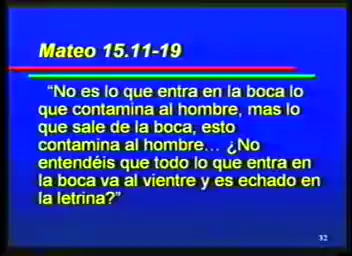 Mateo 15.11-19
“No es lo que entra en la boca lo
que contamina al hombre, mas lo
que sale de la boca, esto
contamina al hombre… ¿No
entendéis que todo lo que entra en
la boca va al vientre y es echado en
la letrina?”
32